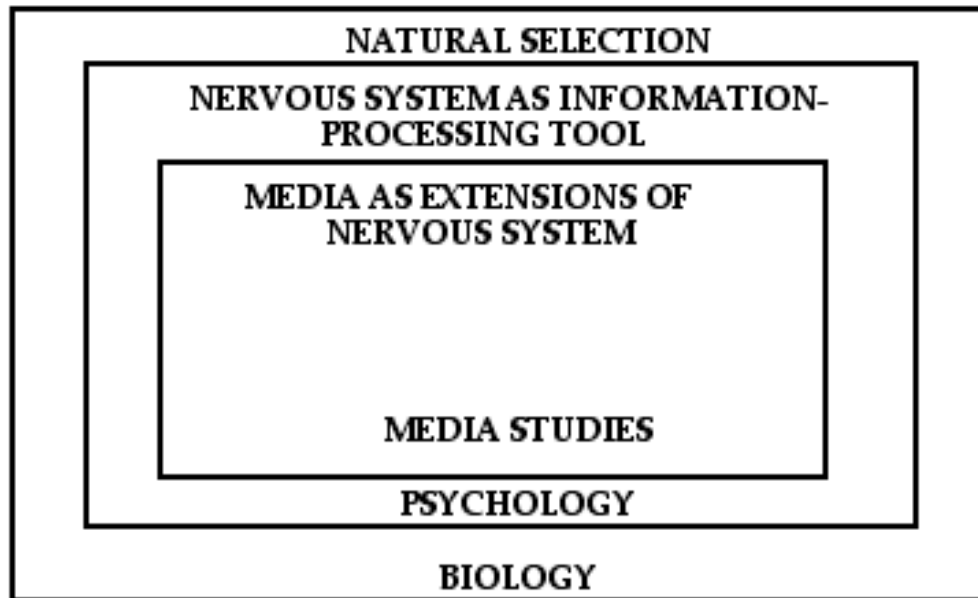 NATURAL SELECTION
NERVOUS SYSTEM AS INFORMATION-
PROCESSING TOOL
MEDIA AS EXTENSIONS OF
NERVOUS SYSTEM
MEDIA STUDIES
PSYCHOLOGY
BIOLOGY